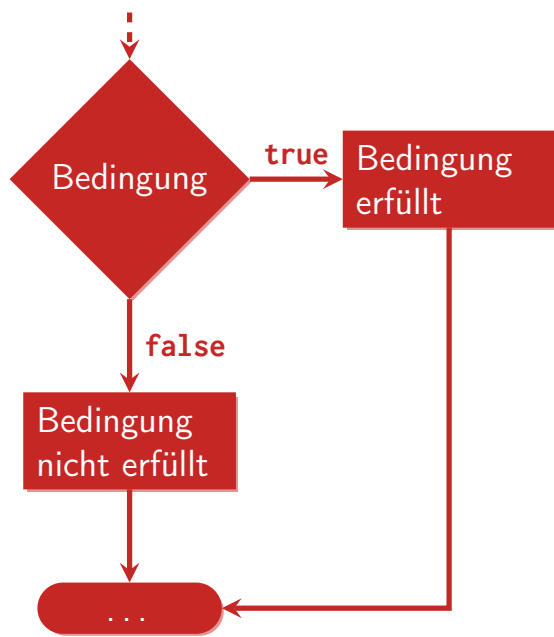 Bedingung
true
Bedingung
erfüllt
false
Bedingung
nicht erfüllt
...